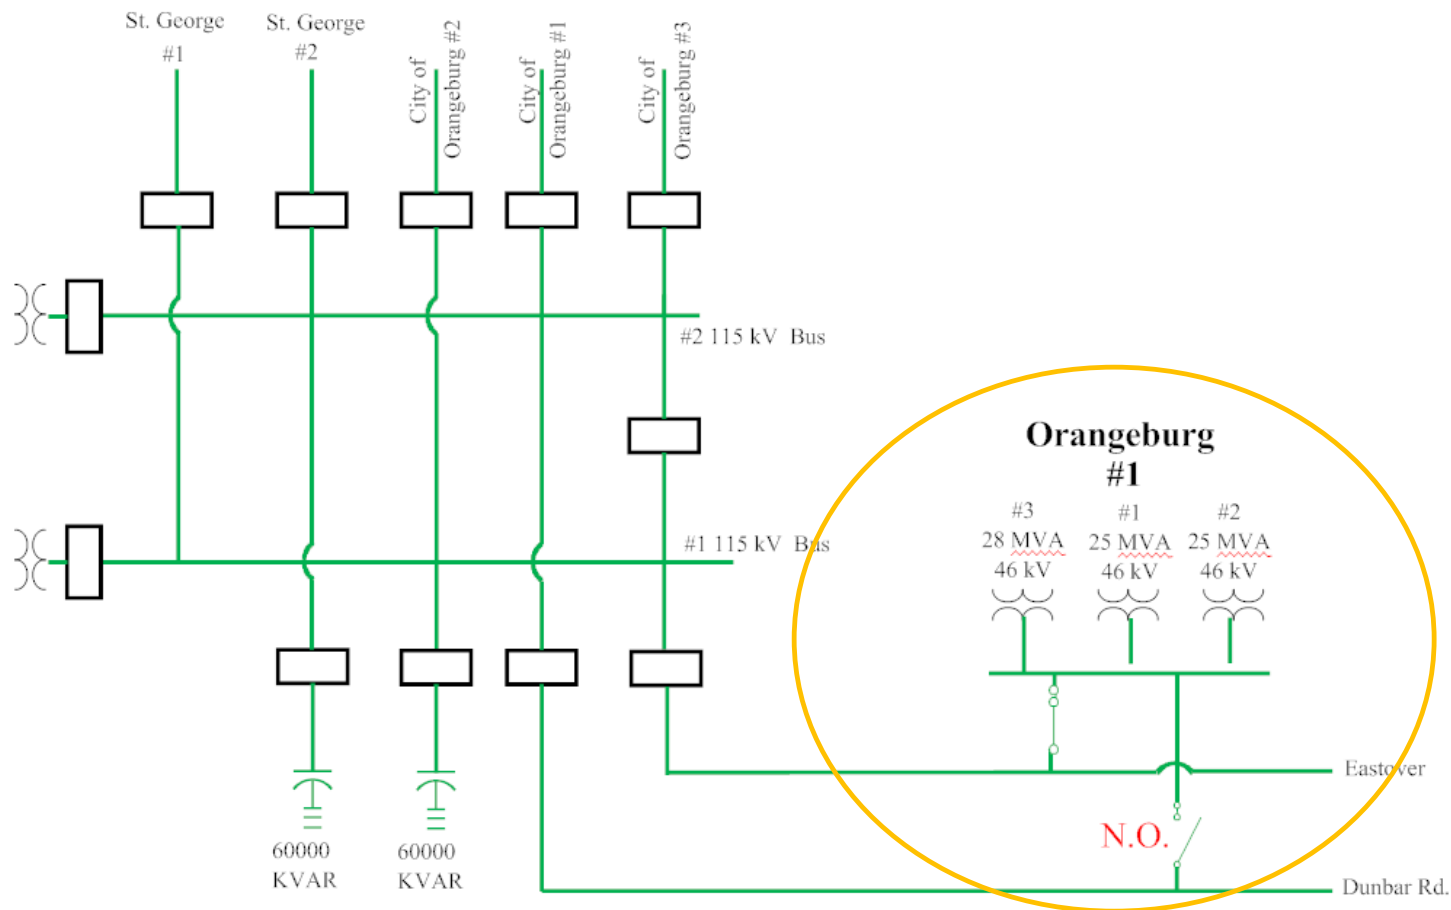 St. George
#1
St. George
#2
City of
Orangeburg #2
City of
Orangeburg #1
City of
Orangeburg #3
#2 115 kV Bus
#1 115 kV Bus
Orangeburg
#1
#3
28 MVA
46 kV
#1
25 MVA
46 kV
#2
25 MVA
46 kV
Eastover
N.O.
Dunbar Rd.
60000
KVAR
60000
KVAR